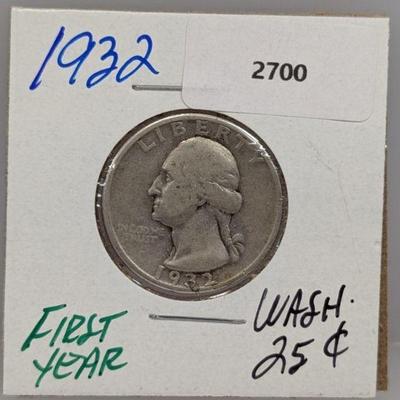 1932
2700
LIBERTY
IN GOD WE
TRUST
1932
FIRST
YEAR
WASH.
25¢